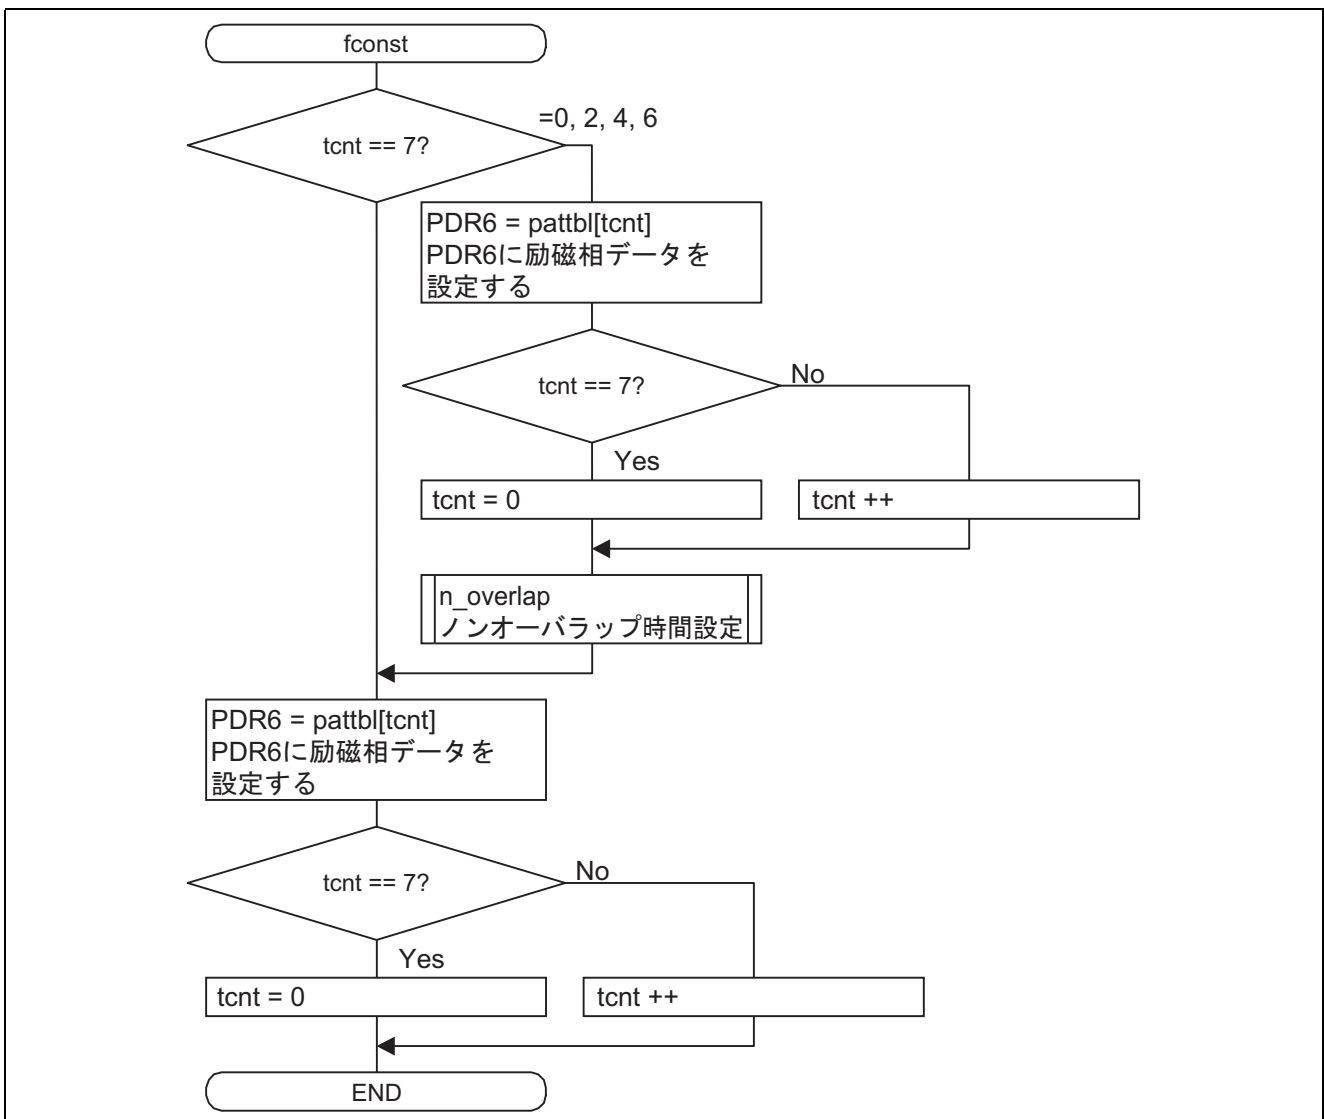 fconst
tcnt == 7?
=0, 2, 4, 6
PDR6 = pattbl[tcnt]
PDR6に励磁相データを
設定する
tcnt == 7?
No
Yes
tcnt = 0
tcnt ++
n_overlap
ノンオーバラップ時間設定
PDR6 = pattbl[tcnt]
PDR6に励磁相データを
設定する
tcnt == 7?
No
Yes
tcnt = 0
tcnt ++
END